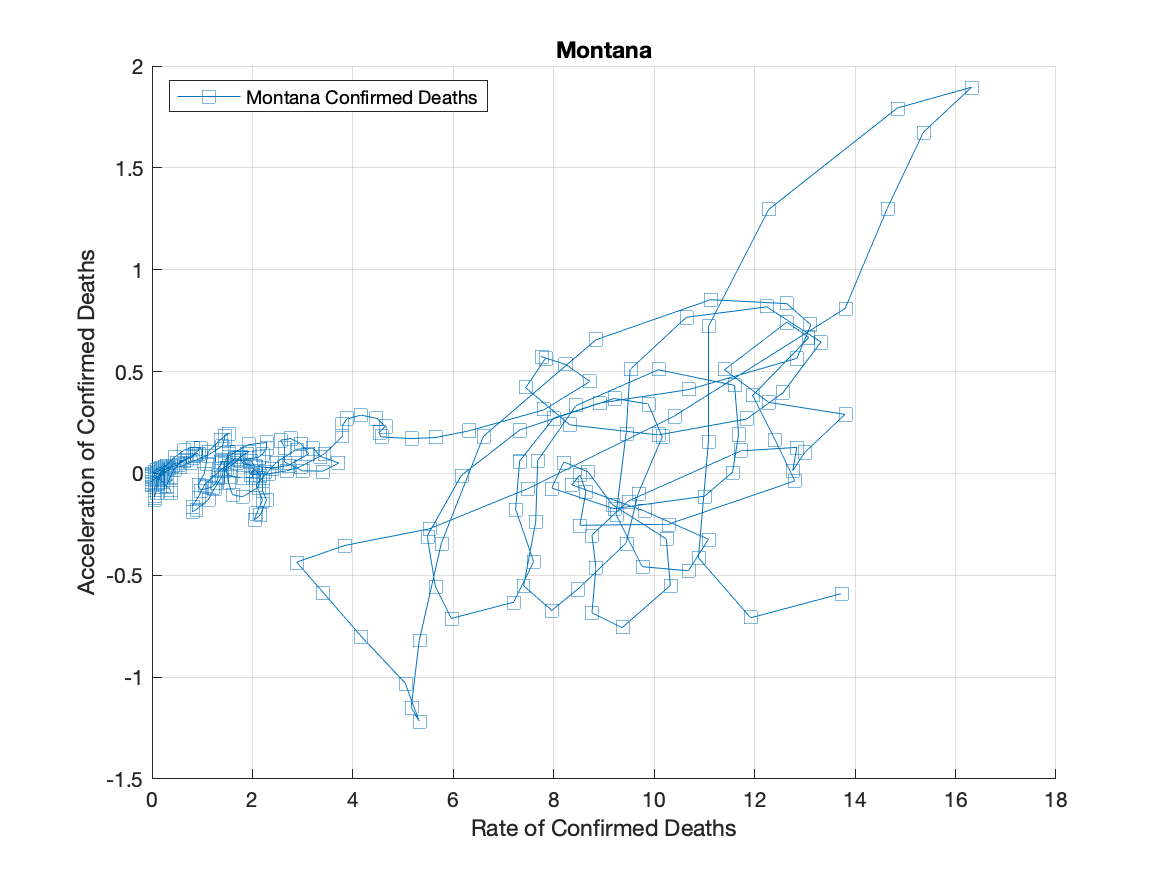 Montana
Montana Confirmed Deaths
2
1.5
1
0.5
0
-0.5
-1
-1.5
Acceleration of Confirmed Deaths
0 2 4 6 8 10 12 14 16 18
Rate of Confirmed Deaths